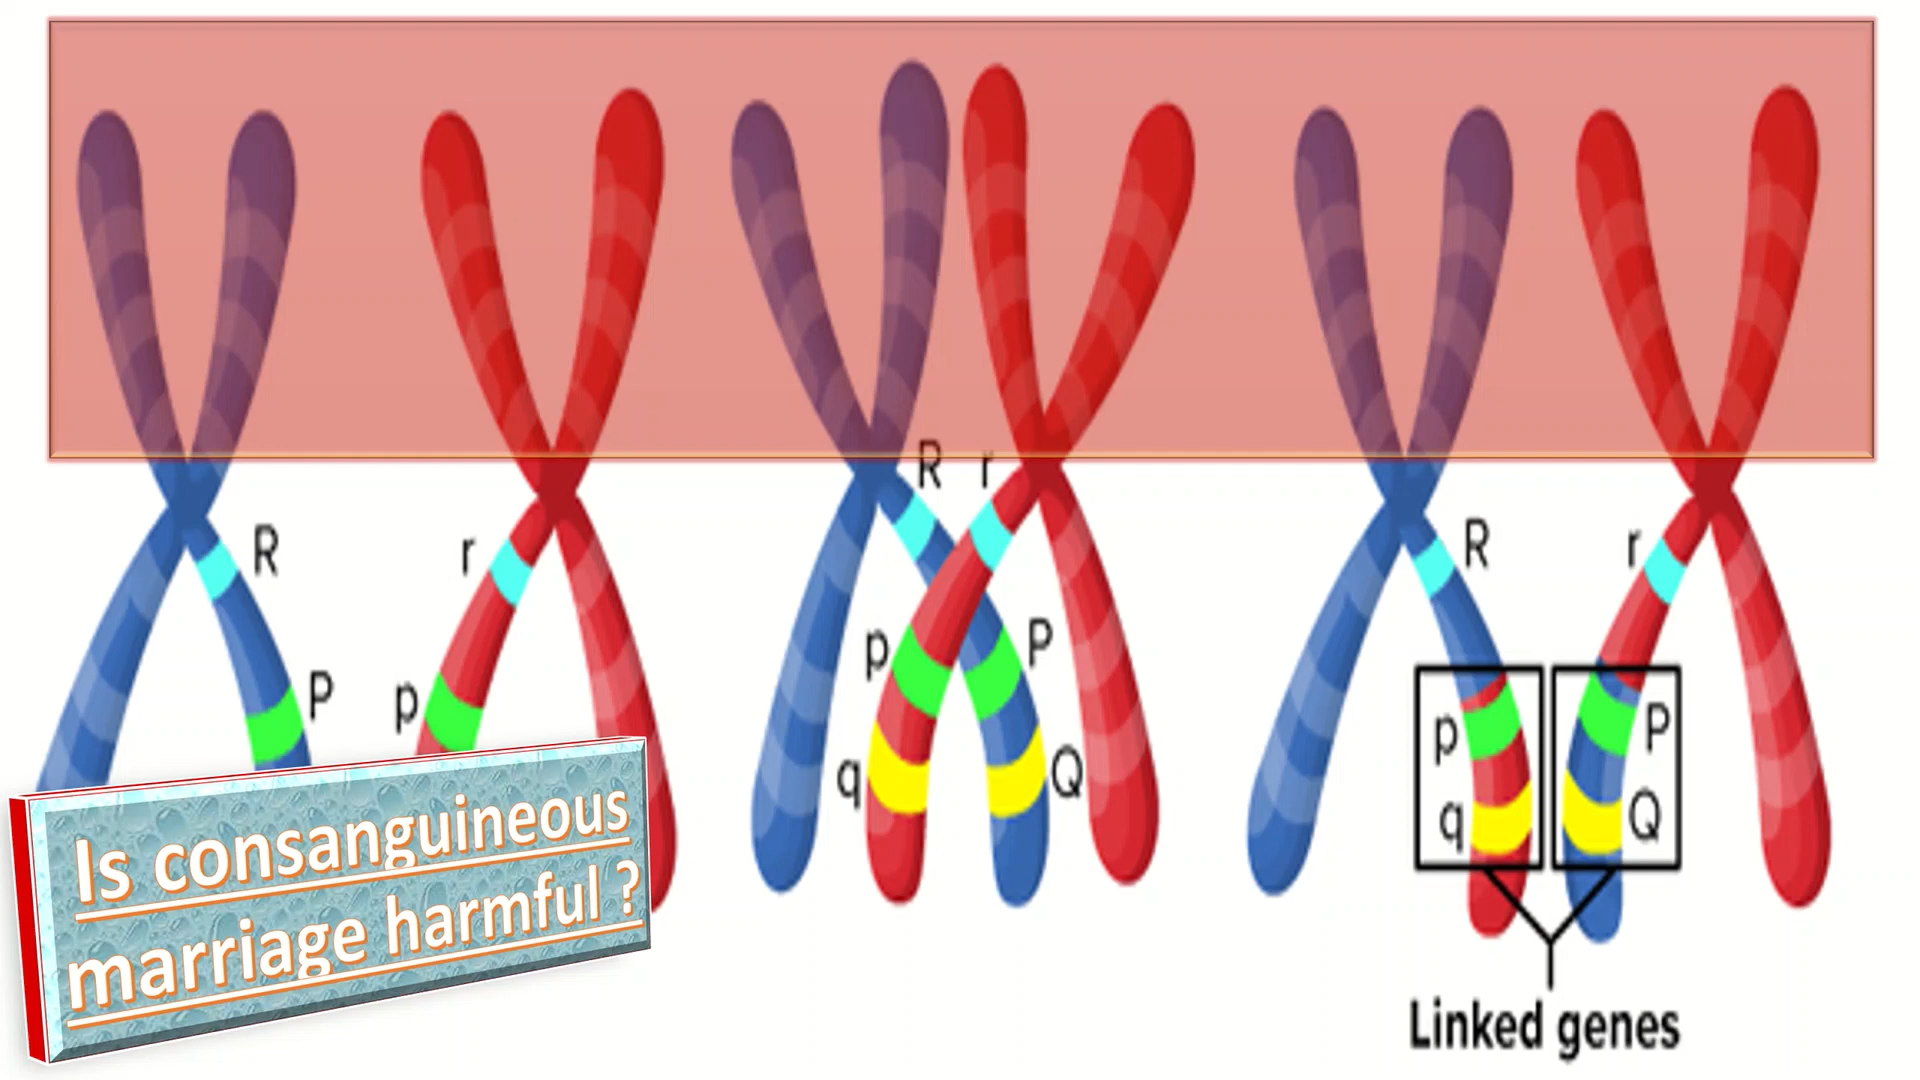 R r
R
r
R
r
p
P
P
p
p
P
q
Q
q
Q
Is consanguineous
marriage harmful ?
Linked genes